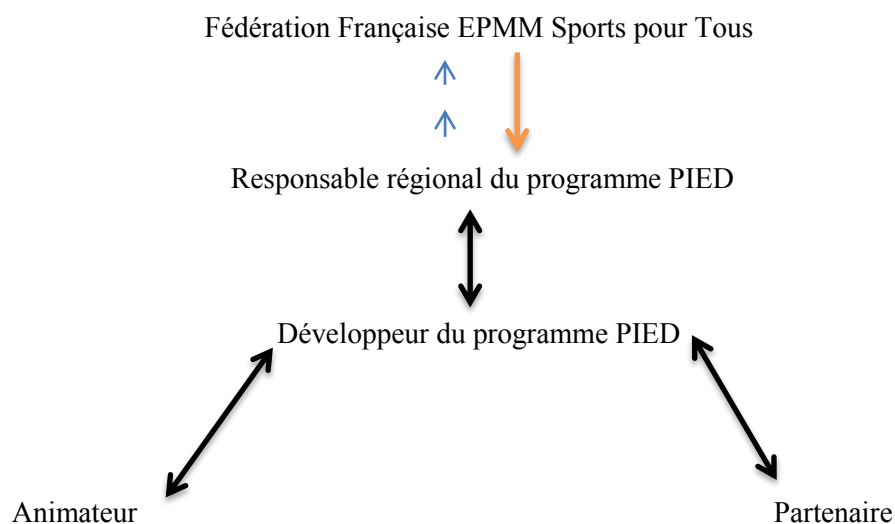 Fédération Française EPMM Sports pour Tous
Responsable régional du programme PIED
Développeur du programme PIED
Animateur
Partenaire